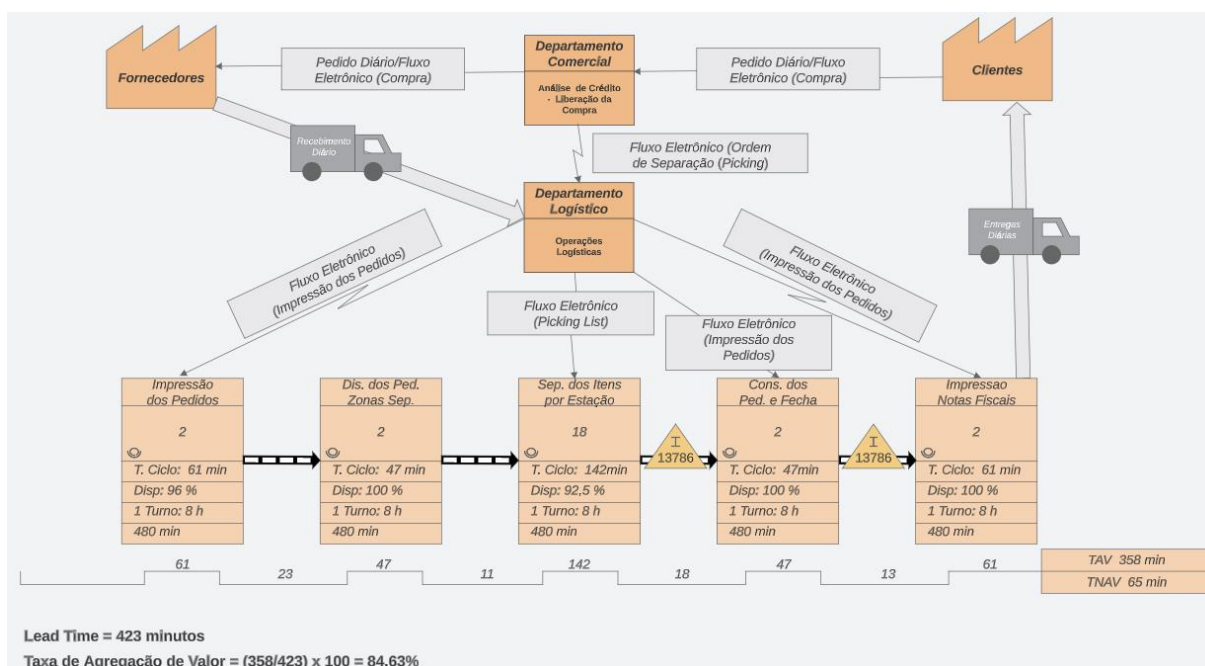 Fornecedores
Pedido Diário/Fluxo
Eletrônico (Compra)
Departamento
Comercial
Análise de Crédito
- Liberação da
Compra
Pedido Diário/Fluxo
Eletrônico (Compra)
Clientes
Recebimento
Diário
Fluxo Eletrônico (Ordem
de Separação (Picking)
Departamento
Logístico
Operações
Logísticas
Entregas
Diárias
Fluxo Eletrônico
(Impressão dos Pedidos)
Fluxo Eletrônico
(Picking List)
Fluxo Eletrônico
(Impressão dos
Pedidos)
Fluxo Eletrônico
(Impressão dos Pedidos)
Impressão
dos Pedidos
2
T. Ciclo: 61 min
Disp: 96 %
1 Turno: 8 h
480 min
Dis. dos Ped.
Zonas Sep.
2
T. Ciclo: 47 min
Disp: 100 %
1 Turno: 8 h
480 min
Sep. dos Itens
por Estação
18
T. Ciclo: 142min
Disp: 92,5 %
1 Turno: 8 h
480 min
I
13786
Cons. dos
Ped. e Fecha
2
T. Ciclo: 47min
Disp: 100 %
1 Turno: 8 h
480 min
I
13786
Impressao
Notas Fiscais
2
T. Ciclo: 61 min
Disp: 100 %
1 Turno: 8 h
480 min
61
23
47
11
142
18
47
13
61
TAV 358 min
TNAV 65 min
Lead Time = 423 minutos
Taxa de Agregação de Valor = (358/423) x 100 = 84,63%